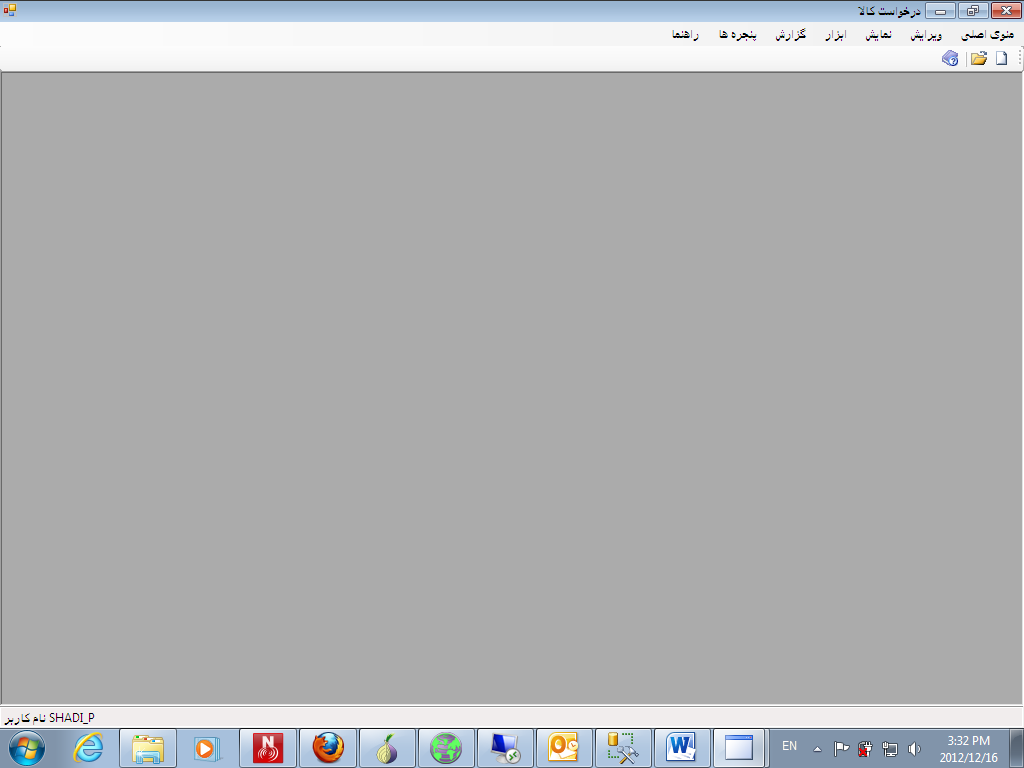 درخواست کالا
منوی اصلی ویرایش نمایش ابزار گزارش پنجره ها راهنما
نام کاربر SHADI_P
EN
3:32 PM
2012/12/16